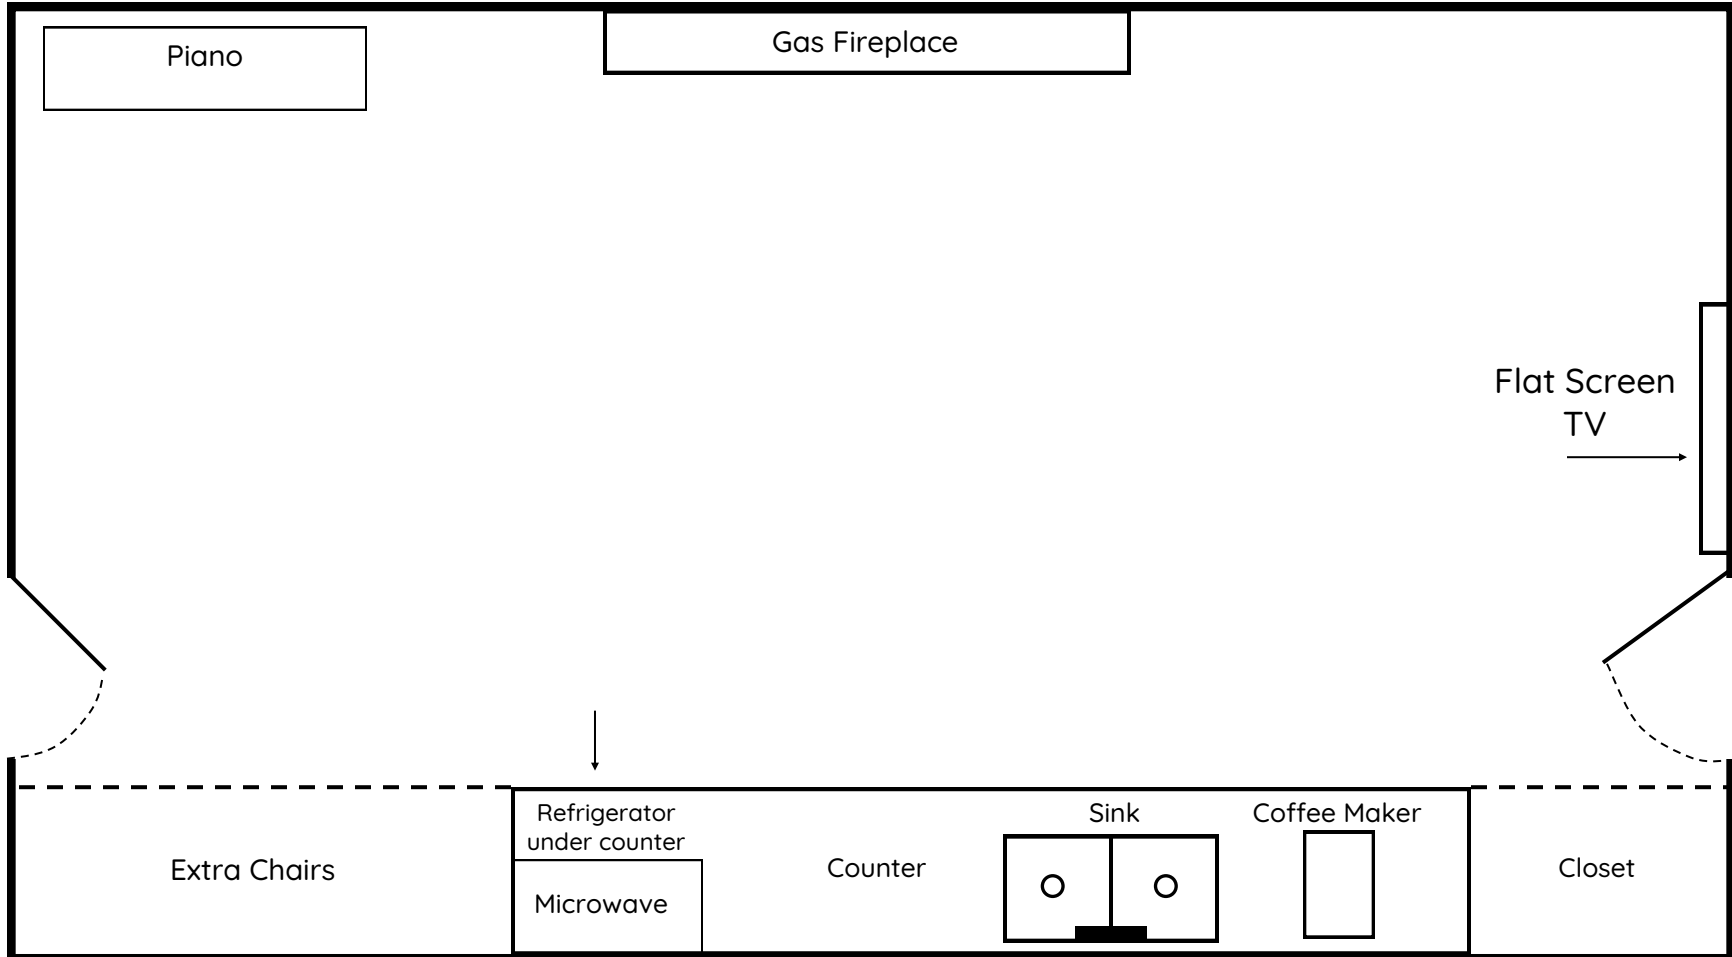 Piano
Gas Fireplace
Flat Screen
TV
Refrigerator
under counter
Microwave
Extra Chairs
Counter
Sink
Coffee Maker
Closet